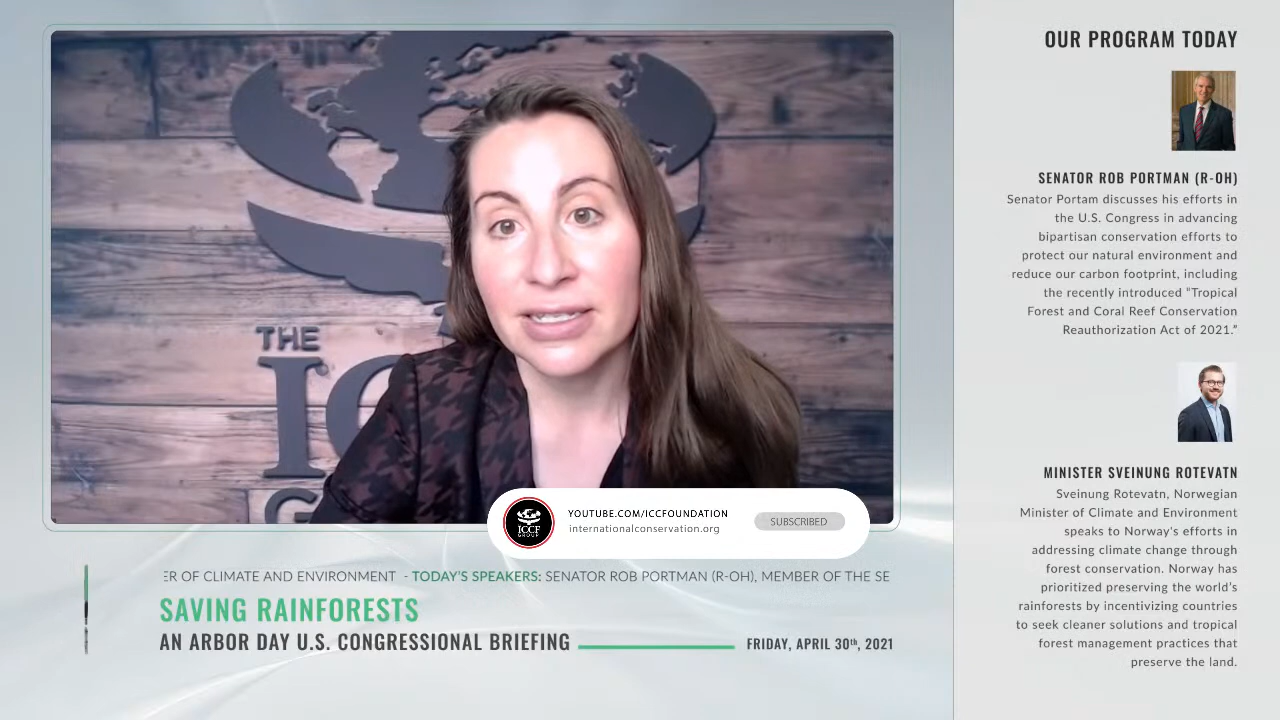 THE
OUR PROGRAM TODAY
SENATOR ROB PORTMAN (R-OH)
Senator Portam discusses his efforts in
the U.S. Congress in advancing
bipartisan conservation efforts to
protect our natural environment and
reduce our carbon footprint, including
the recently introduced “Tropical
Forest and Coral Reef Conservation
Reauthorization Act of 2021.”
MINISTER SVEINUNG ROTEVATN
Sveinung Rotevatn, Norwegian
Minister of Climate and Environment
speaks to Norway's efforts in
addressing climate change through
forest conservation. Norway has
prioritized preserving the world’s
rainforests by incentivizing countries
to seek cleaner solutions and tropical
forest management practices that
preserve the land.
ICCF
GROUP
YOUTUBE.COM/ICCFOUNDATION
internationalconservation.org
SUBSCRIBED
ER OF CLIMATE AND ENVIRONMENT - TODAY'S SPEAKERS: SENATOR ROB PORTMAN (R-OH), MEMBER OF THE SE
SAVING RAINFORESTS
AN ARBOR DAY U.S. CONGRESSIONAL BRIEFING
FRIDAY, APRIL 30th, 2021